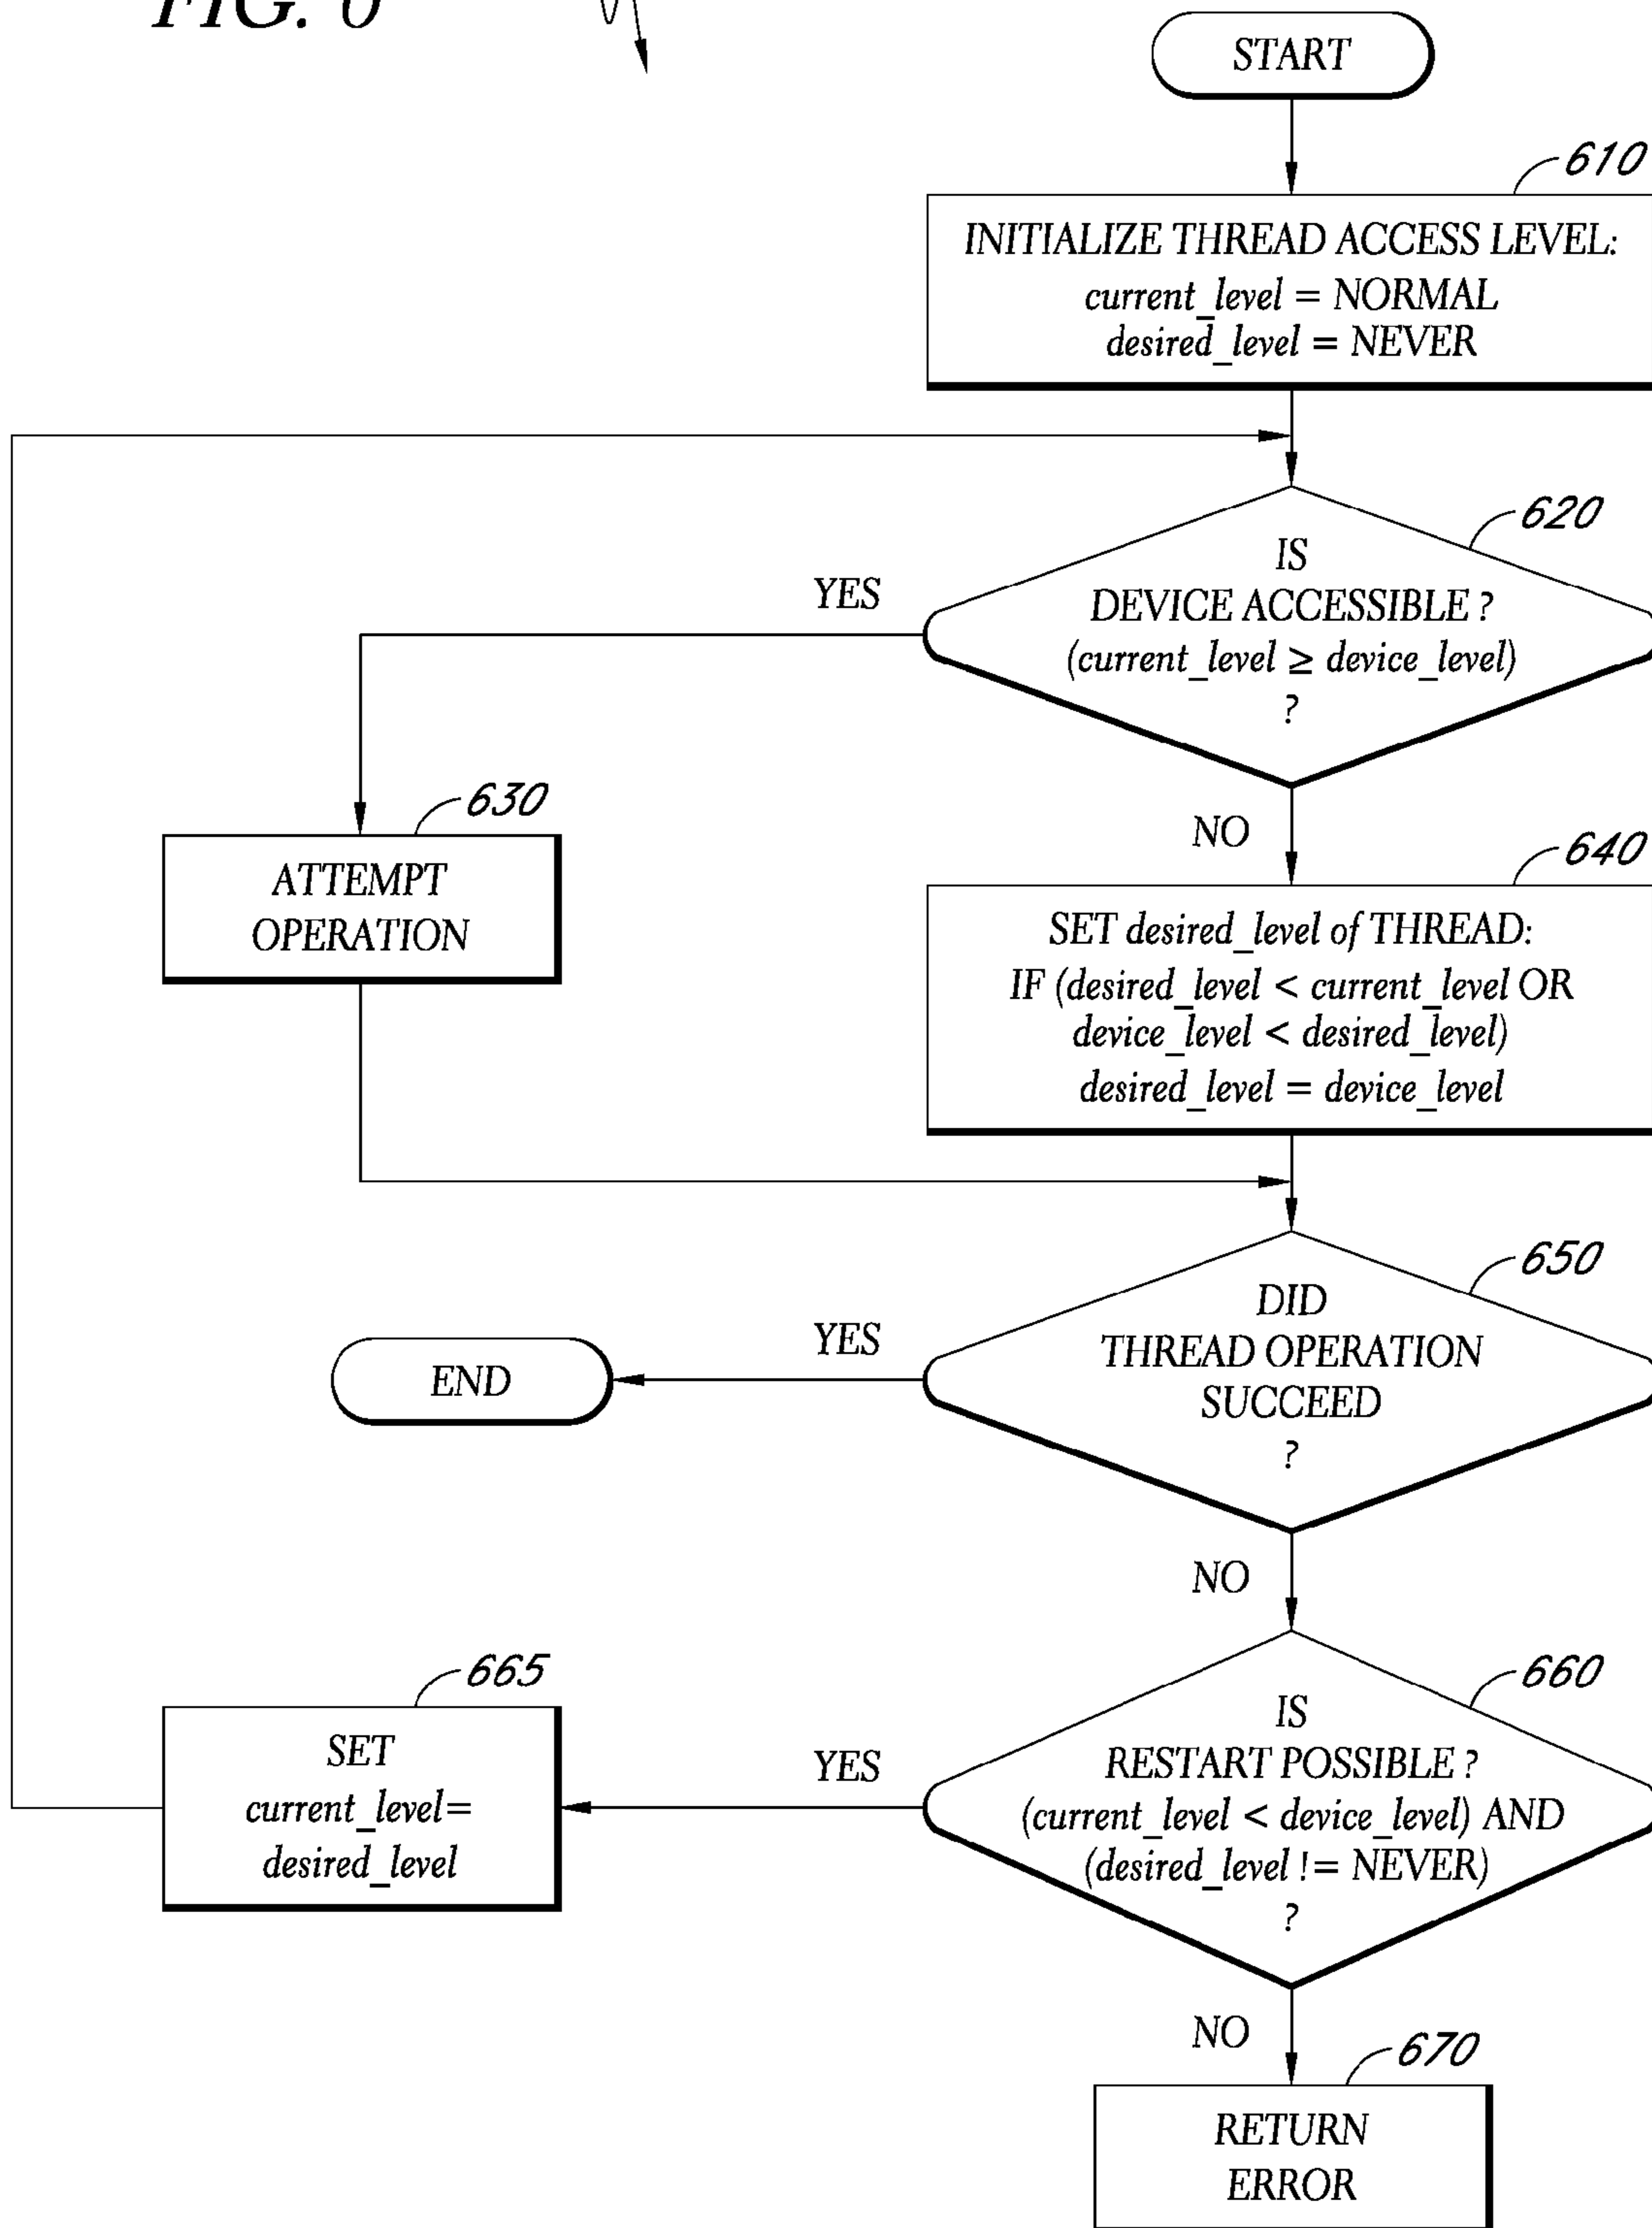 FIG. 6
START
610
INITIALIZE THREAD ACCESS LEVEL:
current_level = NORMAL
desired_level = NEVER
620
IS
DEVICE ACCESSIBLE ?
(current_level ≥ device_level)
?
YES
NO
630
ATTEMPT
OPERATION
640
SET desired_level of THREAD:
IF (desired_level < current_level OR
device_level < desired_level)
desired_level = device_level
650
DID
THREAD OPERATION
SUCCEED
?
YES
END
NO
660
IS
RESTART POSSIBLE ?
(current_level < device_level) AND
(desired_level != NEVER)
?
YES
665
SET
current_level=
desired_level
NO
670
RETURN
ERROR